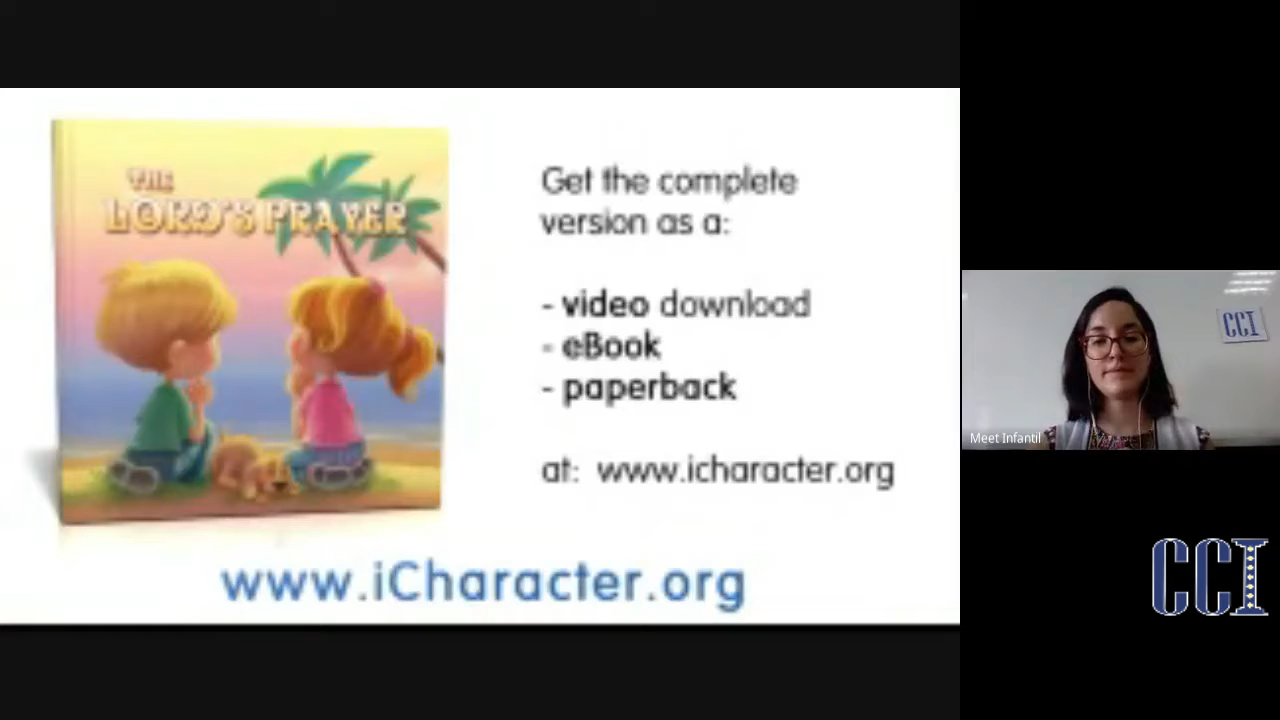 THE
LORD'S PRAYER
Get the complete
version as a:
- video download
- eBook
- paperback
at: www.icharacter.org
www.iCharacter.org
CCI
Meet Infantil
CCI